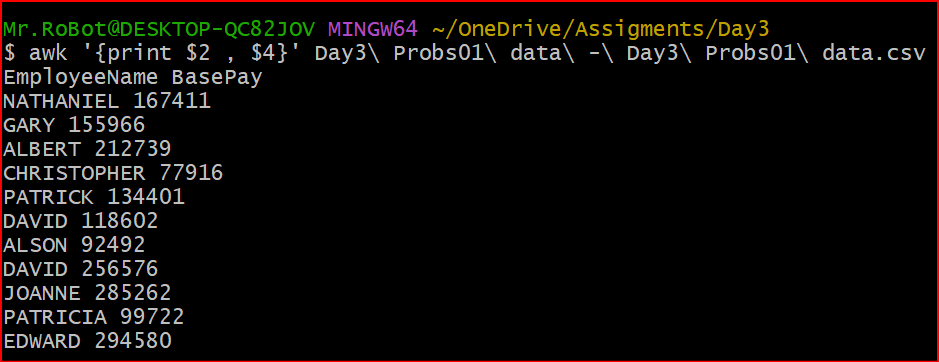 Mr.RoBot@DESKTOP-QC82JOV MINGW64 ~/OneDrive/Assigments/Day3
$ awk '{print $2 , $4}' Day3\ Probs01\ data\ -\ Day3\ Probs01\ data.csv
EmployeeName BasePay
NATHANIEL 167411
GARY 155966
ALBERT 212739
CHRISTOPHER 77916
PATRICK 134401
DAVID 118602
ALSON 92492
DAVID 256576
JOANNE 285262
PATRICIA 99722
EDWARD 294580